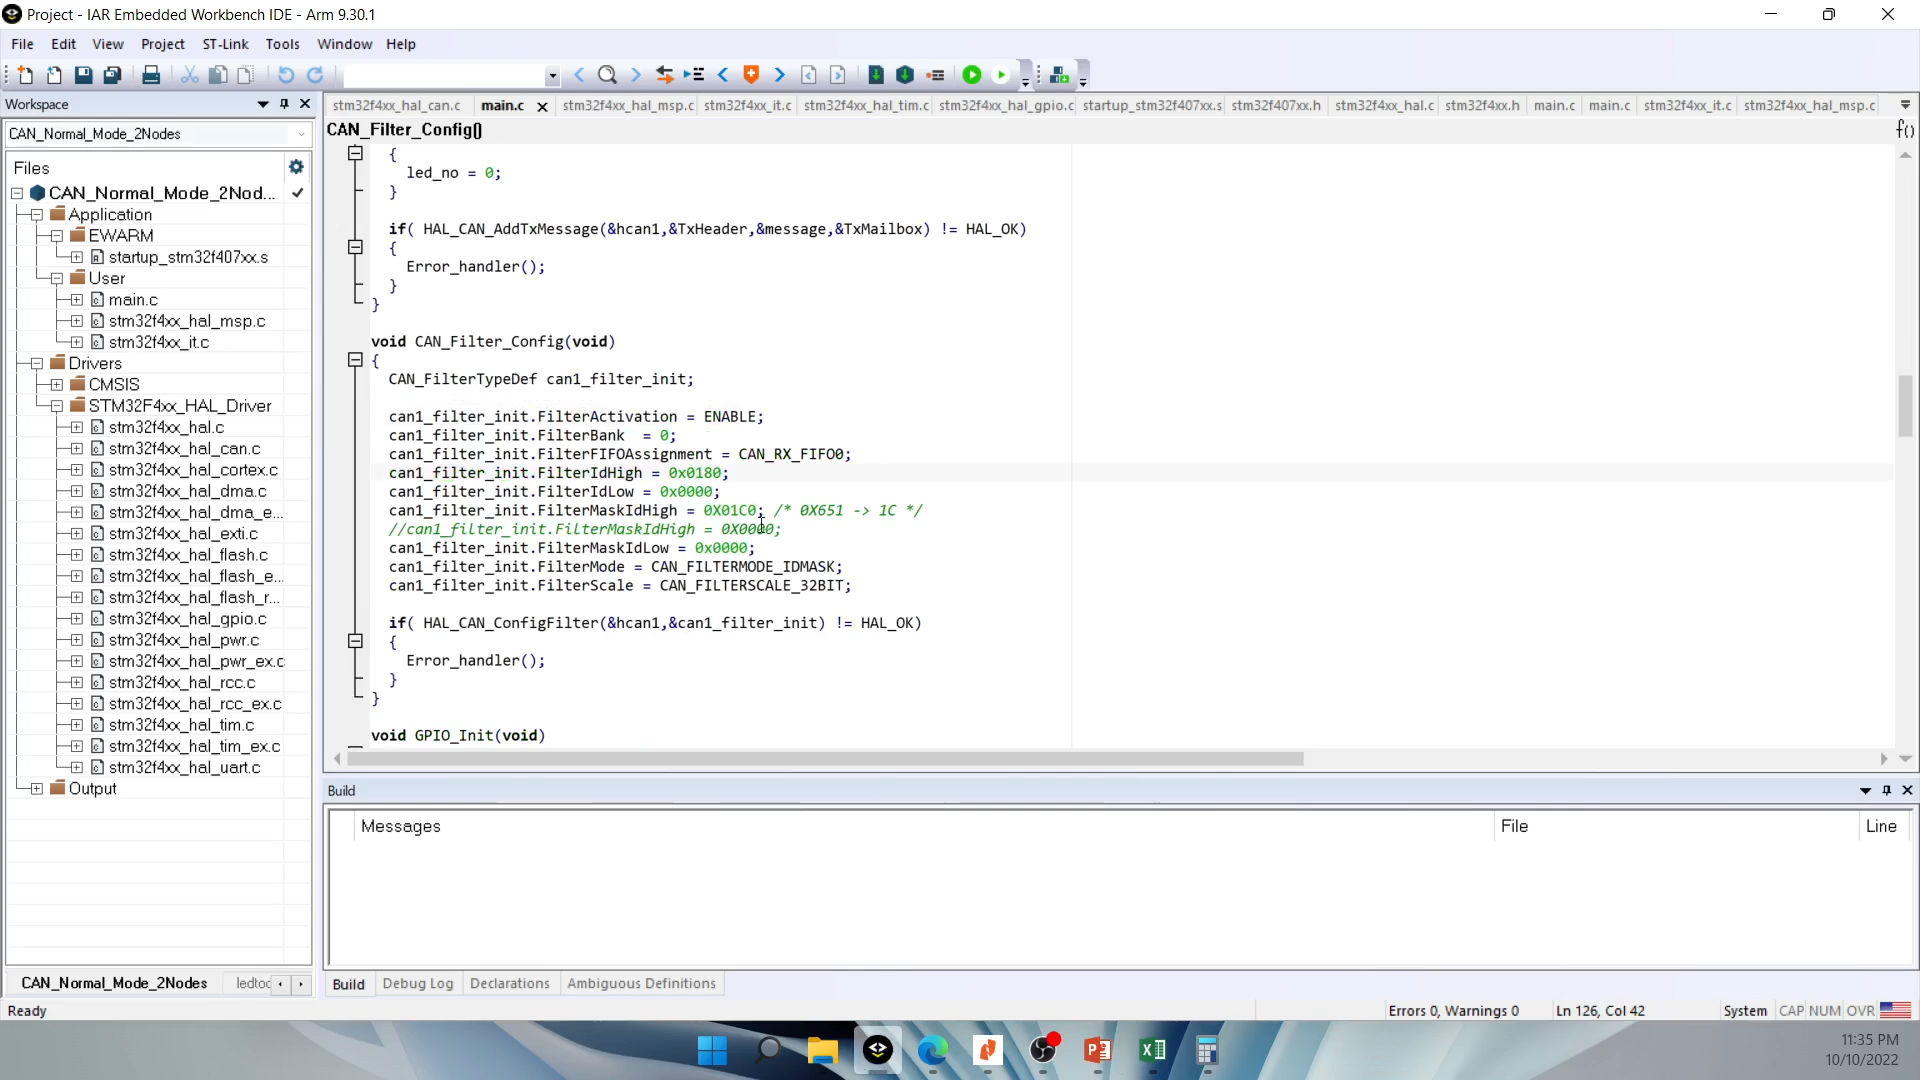 Project - IAR Embedded Workbench IDE - Arm 9.30.1
File Edit View Project ST-Link Tools Window Help
Workspace
stm32f4xx_hal_can.c main.c stm32f4xx_hal_msp.c stm32f4xx_it.c stm32f4xx_hal_tim.c stm32f4xx_hal_gpio.c startup_stm32f407xx.s stm32f407xx.h stm32f4xx_hal.c stm32f4xx.h main.c main.c stm32f4xx_it.c stm32f4xx_hal_msp.c
CAN_Normal_Mode_2Nodes
CAN_Filter_Config()
f()
Files
CAN_Normal_Mode_2Nod...
Application
EWARM
startup_stm32f407xx.s
User
main.c
stm32f4xx_hal_msp.c
stm32f4xx_it.c
Drivers
CMSIS
STM32F4xx_HAL_Driver
stm32f4xx_hal.c
stm32f4xx_hal_can.c
stm32f4xx_hal_cortex.c
stm32f4xx_hal_dma.c
stm32f4xx_hal_dma_e...
stm32f4xx_hal_exti.c
stm32f4xx_hal_flash.c
stm32f4xx_hal_flash_e...
stm32f4xx_hal_flash_r...
stm32f4xx_hal_gpio.c
stm32f4xx_hal_pwr.c
stm32f4xx_hal_pwr_ex.c
stm32f4xx_hal_rcc.c
stm32f4xx_hal_rcc_ex.c
stm32f4xx_hal_tim.c
stm32f4xx_hal_tim_ex.c
stm32f4xx_hal_uart.c
Output
CAN_Normal_Mode_2Nodes ledtoc
{
led_no = 0;
}
if( HAL_CAN_AddTxMessage(&hcan1,&TxHeader,&message,&TxMailbox) != HAL_OK)
{
Error_handler();
}
}
void CAN_Filter_Config(void)
{
CAN_FilterTypeDef can1_filter_init;
can1_filter_init.FilterActivation = ENABLE;
can1_filter_init.FilterBank = 0;
can1_filter_init.FilterFIFOAssignment = CAN_RX_FIFO0;
can1_filter_init.FilterIdHigh = 0x0180;
can1_filter_init.FilterIdLow = 0x0000;
can1_filter_init.FilterMaskIdHigh = 0X01C0; /* 0X651 -> 1C */
//can1_filter_init.FilterMaskIdHigh = 0X0000;
can1_filter_init.FilterMaskIdLow = 0x0000;
can1_filter_init.FilterMode = CAN_FILTERMODE_IDMASK;
can1_filter_init.FilterScale = CAN_FILTERSCALE_32BIT;
if( HAL_CAN_ConfigFilter(&hcan1,&can1_filter_init) != HAL_OK)
{
Error_handler();
}
}
void GPIO_Init(void)
Build
Messages File Line
Build Debug Log Declarations Ambiguous Definitions
Ready Errors 0, Warnings 0 Ln 126, Col 42 System CAP NUM OVR
11:35 PM
10/10/2022